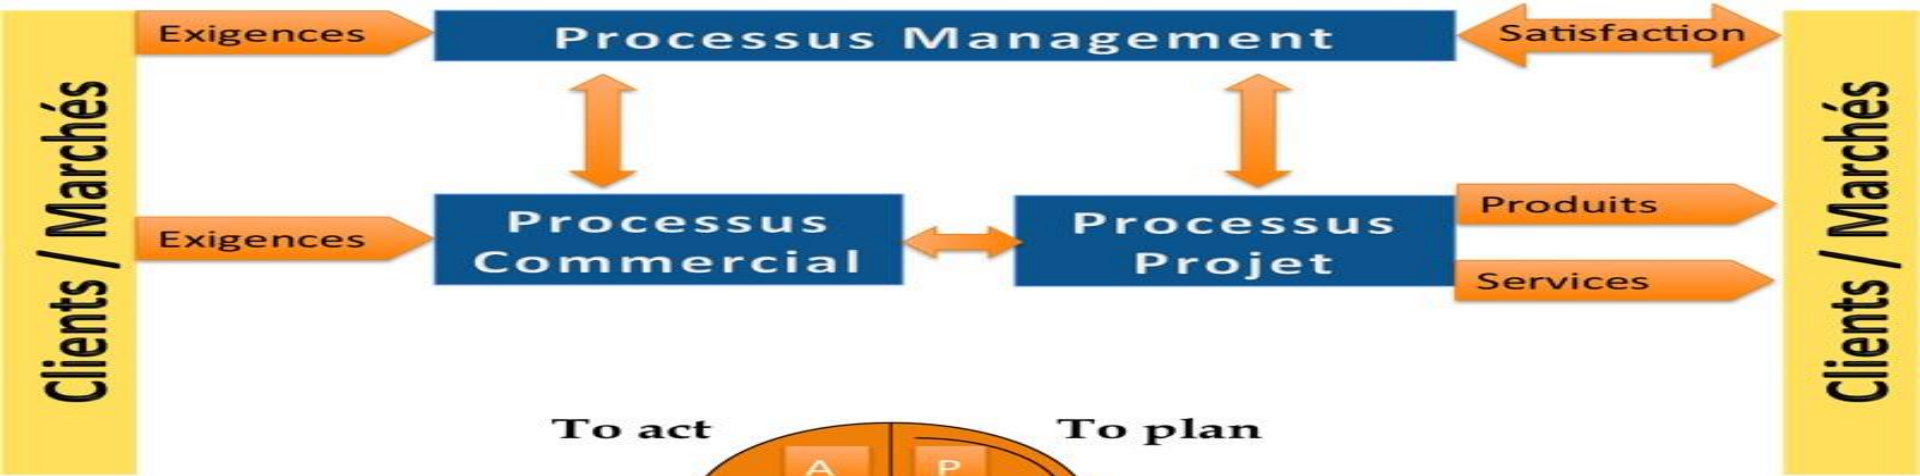 Clients / Marchés
Exigences
Processus Management
Satisfaction
Clients / Marchés
Exigences
Processus
Commercial
Processus
Projet
Produits
Services
To act
To plan
A
P